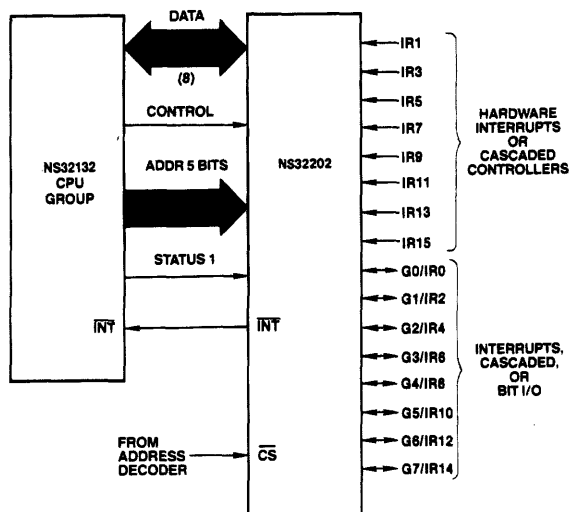 DATA
(8)
CONTROL
ADDR 5 BITS
STATUS 1
NS32132
CPU
GROUP
INT
NS32202
INT
CS
FROM
ADDRESS
DECODER
IR1
IR3
IR5
IR7
IR9
IR11
IR13
IR15
HARDWARE
INTERRUPTS
OR
CASCADED
CONTROLLERS
G0/IR0
G1/IR2
G2/IR4
G3/IR6
G4/IR8
G5/IR10
G6/IR12
G7/IR14
INTERRUPTS,
CASCADED,
OR
BIT I/O